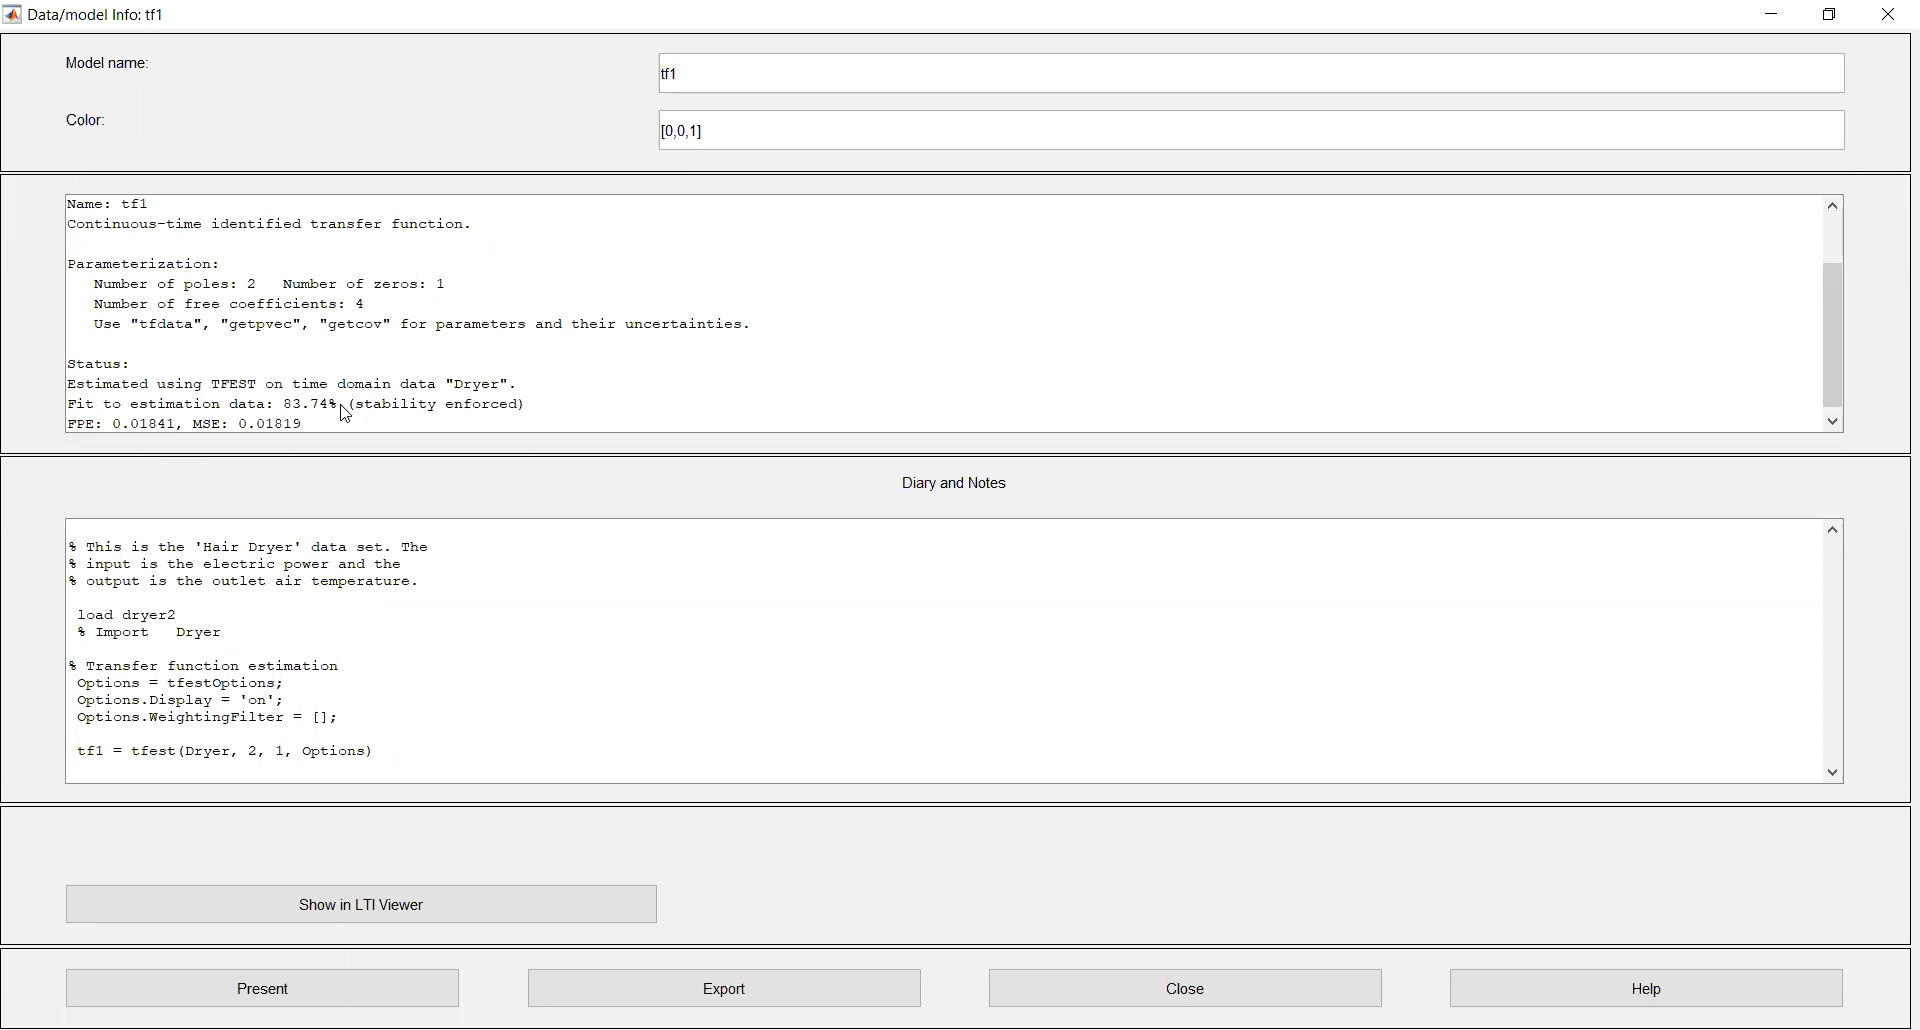 Data/model Info: tf1
Model name:
tf1
Color:
[0,0,1]
Name: tf1
Continuous-time identified transfer function.
Parameterization:
Number of poles: 2   Number of zeros: 1
Number of free coefficients: 4
Use "tfdata", "getpvec", "getcov" for parameters and their uncertainties.
Status:
Estimated using TFEST on time domain data "Dryer".
Fit to estimation data: 83.74% (stability enforced)
FPE: 0.01841, MSE: 0.01819
Diary and Notes
% This is the 'Hair Dryer' data set. The
% input is the electric power and the
% output is the outlet air temperature.
load dryer2
% Import   Dryer
% Transfer function estimation
Options = tfestOptions;
Options.Display = 'on';
Options.WeightingFilter = [];
tf1 = tfest(Dryer, 2, 1, Options)
Show in LTI Viewer
Present
Export
Close
Help